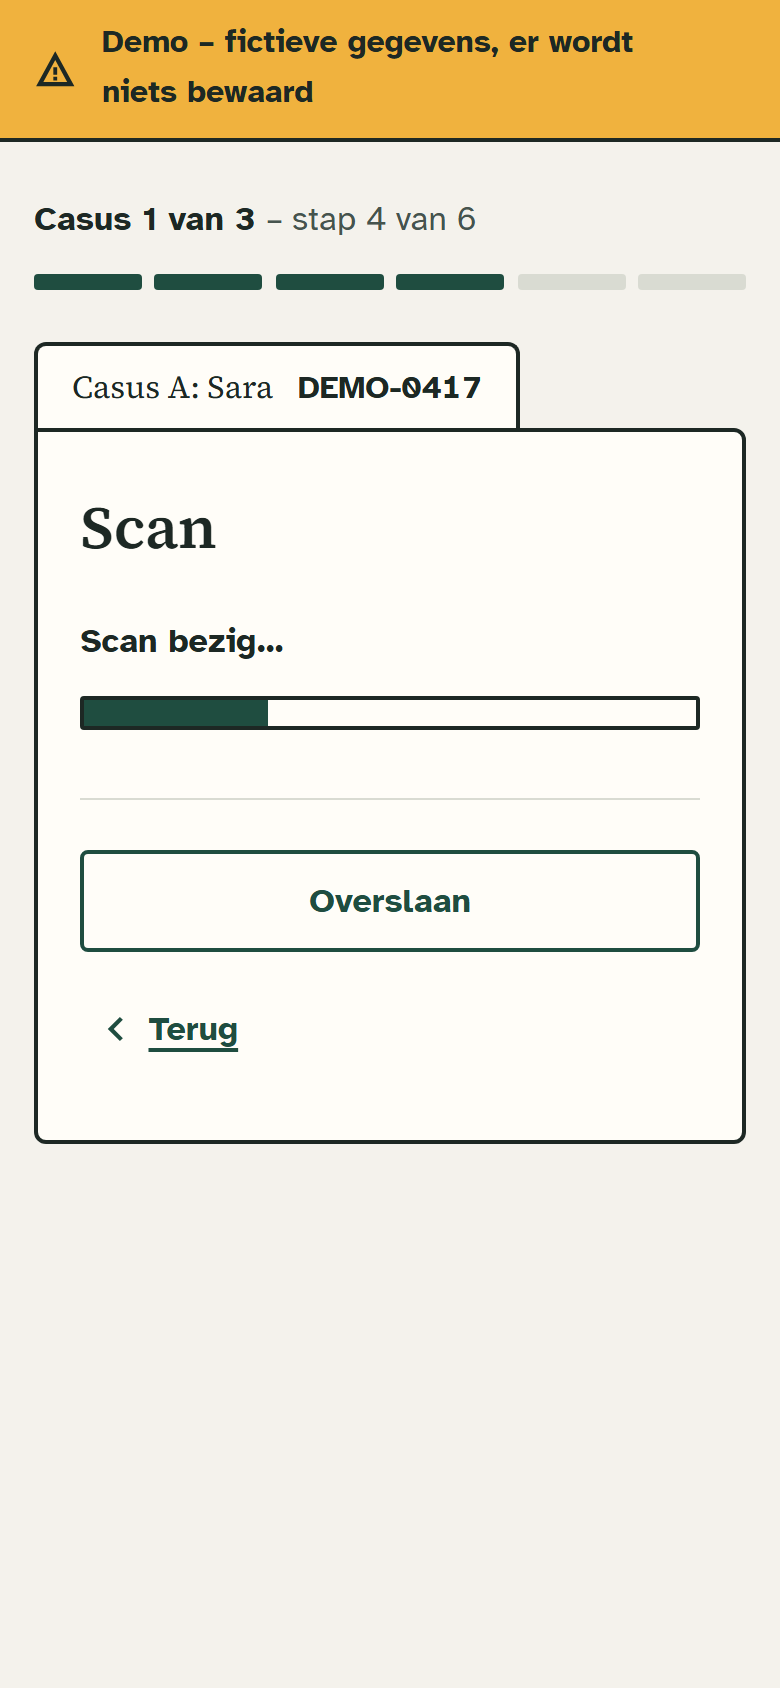 Demo – fictieve gegevens, er wordt
niets bewaard
Casus 1 van 3 – stap 4 van 6
Casus A: Sara DEMO-0417
Scan
Scan bezig...
Overslaan
Terug